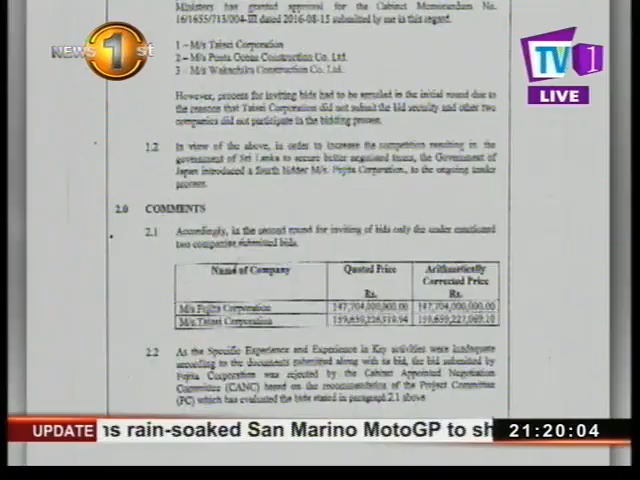 Ministers has granted approval for the Cabinet Memorandum No.
16/1655/715/004-III dated 2016-08-15 submitted by me in this regard.
NEWS 1st
TV 1
LIVE
1 – M/s Taisei Corporation
2 – M/s Penta Ocean Construction Co. Ltd.
3 – M/s Wakachika Construction Co. Ltd.
However, process for inviting bids had to be cancelled in the initial round due to
the reasons that Taisei Corporation did not submit the bid security and other two
companies did not participate in the bidding process.
1.2 In view of the above, in order to increase the competition resulting in the
government of Sri Lanka to secure better negotiated terms, the Government of
Japan introduced a fourth bidder M/s. Fujita Corporation, to the ongoing tender
process.
2.0 COMMENTS
2.1 Accordingly, in the second round for inviting of bids only the under mentioned
two companies submitted bids.
Name of Company Quoted Price Rs. Arithmetically Corrected Price Rs.
M/s Fujita Corporation 147,704,000,000.00 147,704,000,000.00
M/s Taisei Corporation
2.2 As the Specific Experience and Experience in Key activities were inadequate
according to the documents submitted along with its bid, the bid submitted by
Fujita Corporation was rejected by the Cabinet Appointed Negotiation
Committee (CANC) based on the recommendation of the Project Committee
(PC) which has evaluated the bids stated in paragraph 2.1 above
UPDATE ns rain-soaked San Marino MotoGP to sh 21:20:04